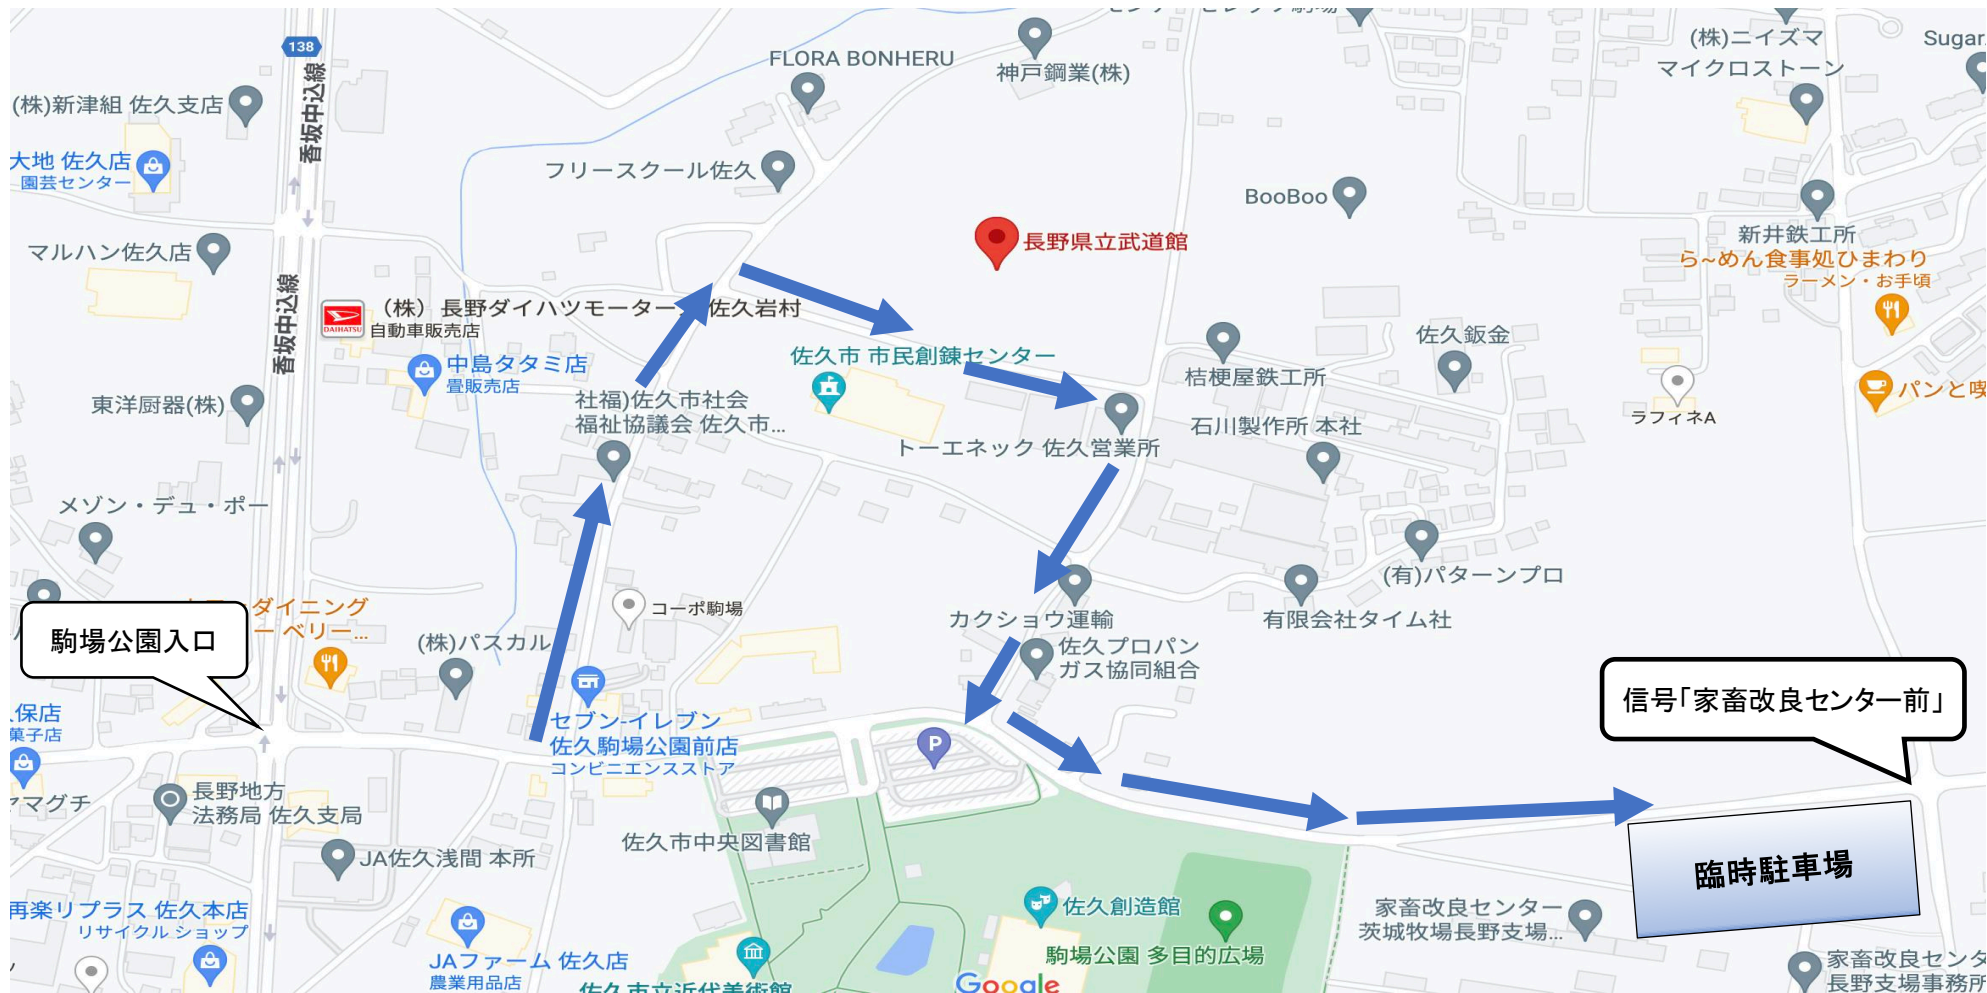 138
香坂中込線
(株)新津組 佐久支店
大地 佐久店
園芸センター
FLORA BONHERU
神戸鋼業(株)
(株)ニイズマ
マイクロストーン
Sugar
フリースクール佐久
BooBoo
長野県立武道館
新井鉄工所
ら~めん食事処ひまわり
ラーメン・お手頃
マルハン佐久店
香坂中込線
DAIHATSU
(株) 長野ダイハツモーター
佐久岩村
自動車販売店
中島タタミ店
畳販売店
佐久市 市民創錬センター
佐久鈑金
桔梗屋鉄工所
パンと喫
ラフィネA
東洋厨器(株)
社福)佐久市社会
福祉協議会 佐久市...
トーエネック 佐久営業所
石川製作所 本社
メゾン・デュ・ポー
(有)パターンプロ
有限会社タイム社
コーポ駒場
カクショウ運輸
佐久プロパン
ガス協同組合
ダイニング
ー ベリー...
駒場公園入口
(株)パスカル
信号「家畜改良センター前」
保店
菓子店
セブン-イレブン
佐久駒場公園前店
コンビニエンスストア
P
マグチ
長野地方
法務局 佐久支局
佐久市中央図書館
JA佐久浅間 本所
臨時駐車場
再楽リプラス 佐久本店
リサイクル ショップ
佐久創造館
家畜改良センター
茨城牧場長野支場...
駒場公園 多目的広場
JAファーム 佐久店
農業用品店
佐久市立近代美術館
Google
家畜改良センタ
長野支場事務所